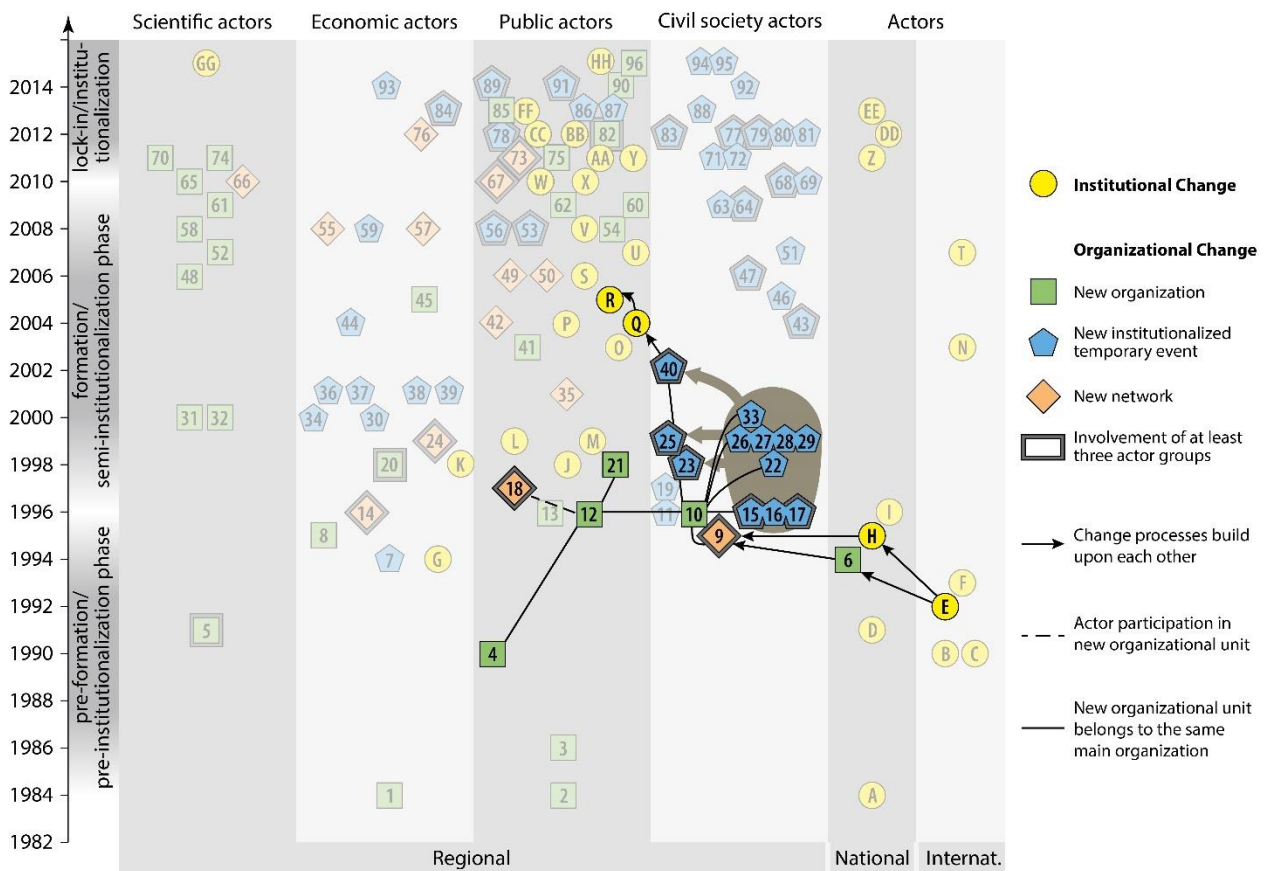 Scientific actors Economic actors Public actors Civil society actors Actors
lock-in/institu-
tionalization
formation/
semi-institutionalization phase
pre-formation/
pre-institutionalization phase
GG HH 96 94 95
2014 93 89 91 90 92
84 85 FF 86 87 88 EE
2012 76 78 CC BB 82 83 77 79 80 81 DD
70 74 73 75 AA Y 71 72 Z
2010 65 66 67 W X 68 69
61 62 60 63 64
2008 58 55 59 57 56 53 V 54
52 U 51 T
2006 48 49 50 S 47
45 R 46
2004 44 42 P Q 43
41 O N
2002 40
36 37 38 39 35
2000 31 32 34 30 33
24 L M 25 26 27 28 29
1998 20 K J 21 23 22
18 19
1996 14 13 12 11 10 15 16 17 I
8 9 H
1994 7 G 6
F
1992 E
5 D
1990 4 B C
1988
1986 3
1984 1 2 A
1982
Regional National Internat.
Institutional Change
Organizational Change
New organization
New institutionalized
temporary event
New network
Involvement of at least
three actor groups
Change processes build
upon each other
Actor participation in
new organizational unit
New organizational unit
belongs to the same
main organization